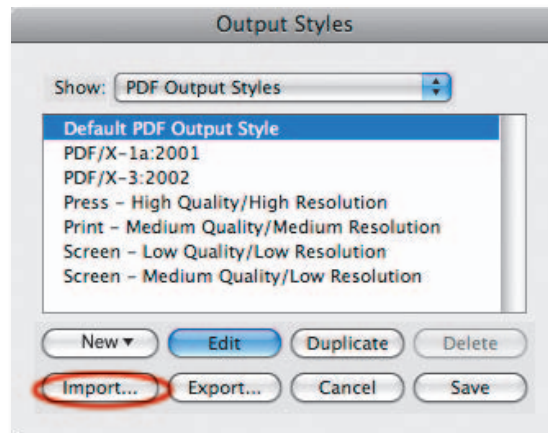 Output Styles
Show: PDF Output Styles
Default PDF Output Style
PDF/X-1a:2001
PDF/X-3:2002
Press – High Quality/High Resolution
Print – Medium Quality/Medium Resolution
Screen – Low Quality/Low Resolution
Screen – Medium Quality/Low Resolution
New Edit Duplicate Delete
Import... Export... Cancel Save